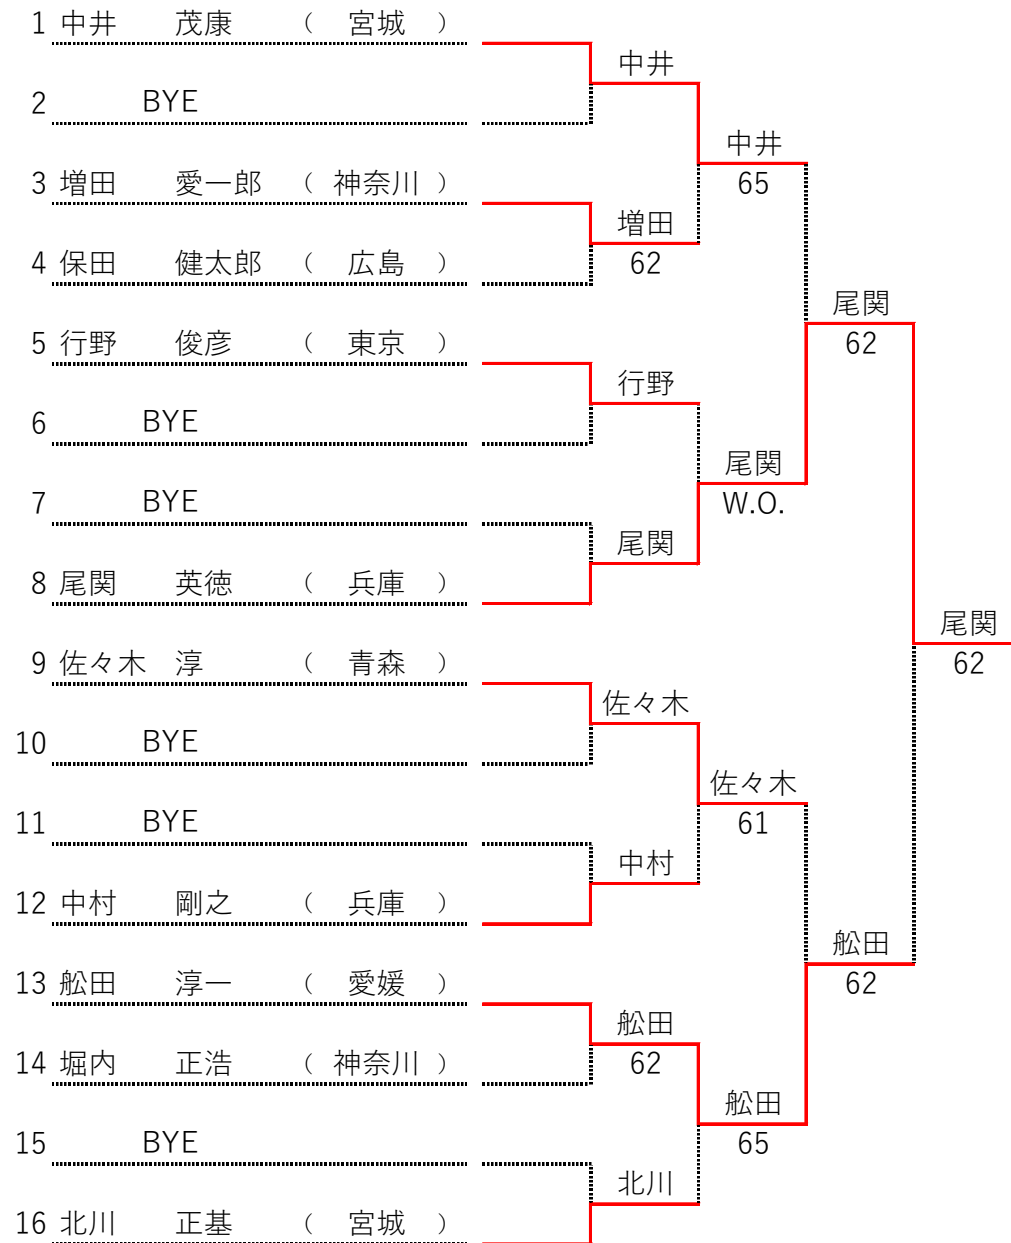 1 中井 茂康 ( 宮城 )
中井
2 BYE
中井
3 増田 愛一郎 ( 神奈川 )
65
増田
4 保田 健太郎 ( 広島 )
62
尾関
5 行野 俊彦 ( 東京 )
62
行野
6 BYE
尾関
7 BYE
W.O.
尾関
8 尾関 英徳 ( 兵庫 )
尾関
9 佐々木 淳 ( 青森 )
62
佐々木
10 BYE
佐々木
11 BYE
61
中村
12 中村 剛之 ( 兵庫 )
舩田
13 舩田 淳一 ( 愛媛 )
62
舩田
14 堀内 正浩 ( 神奈川 )
62
舩田
15 BYE
65
北川
16 北川 正基 ( 宮城 )